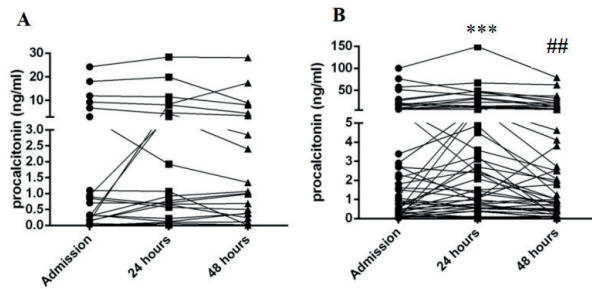 A
procalcitonin (ng/ml)
30
20
10
3.0
2.5
2.0
1.5
1.0
0.5
0.0
Admission
24 hours
48 hours
B
***
##
procalcitonin (ng/ml)
150
100
50
6
5
4
3
2
1
0
Admission
24 hours
48 hours